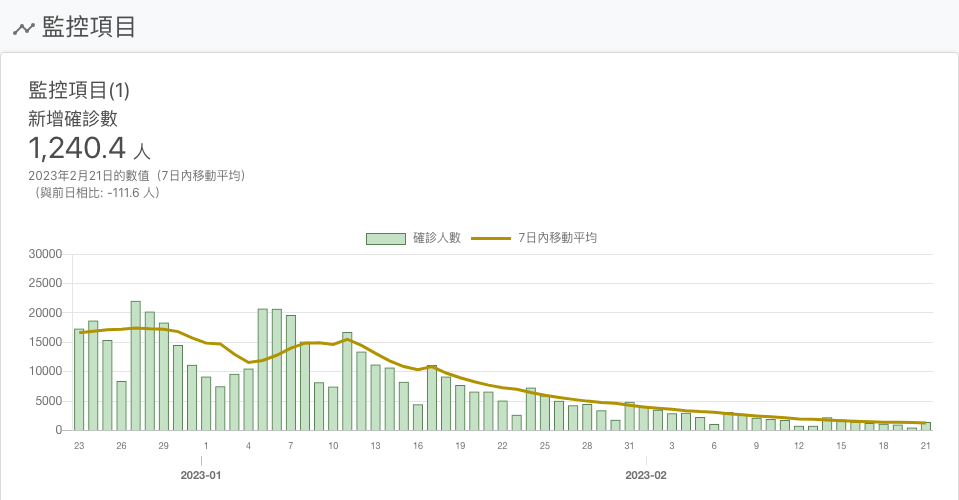 監控項目
監控項目(1)
新增確診數
1,240.4 人
2023年2月21日的數值（7日內移動平均）
（與前日相比: -111.6 人）
確診人數 7日內移動平均
30000
25000
20000
15000
10000
5000
0
23 26 29 1 4 7 10 13 16 19 22 25 28 31 3 6 9 12 15 18 21
2023-01 2023-02